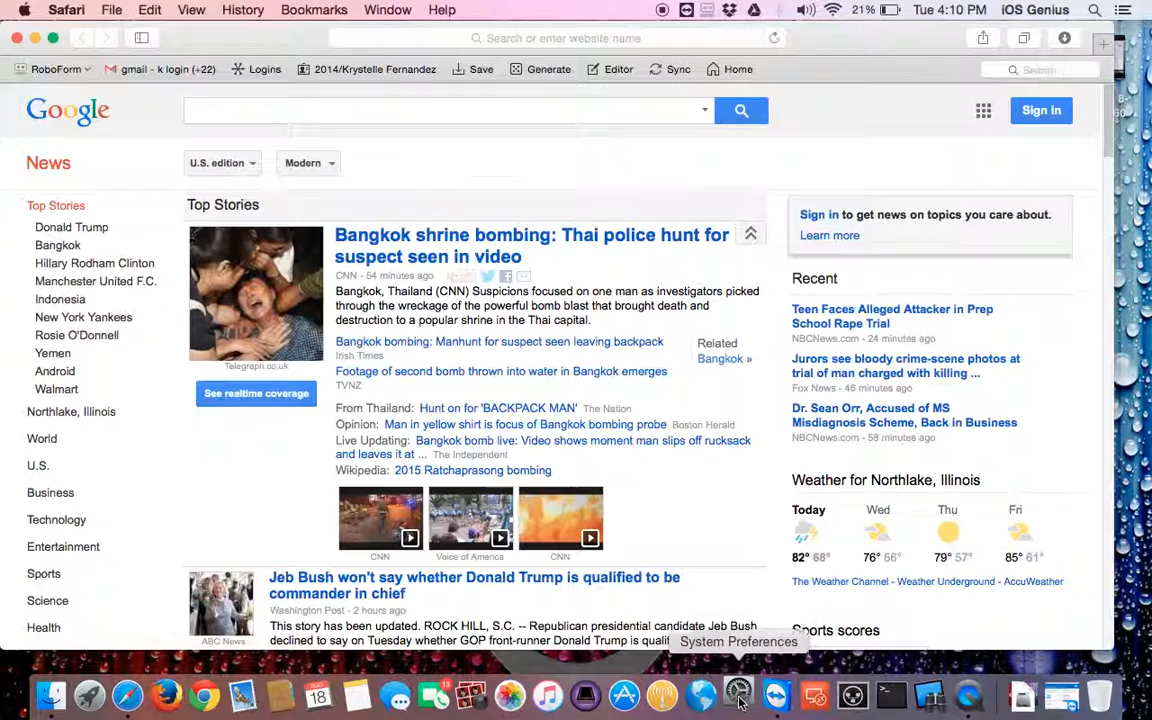 Safari File Edit View History Bookmarks Window Help 21% Tue 4:10 PM iOS Genius
Search or enter website name
RoboForm gmail - k login (+22) Logins 2014/Krystelle Fernandez Save Generate Editor Sync Home Search
Google Sign in
News U.S. edition Modern
Top Stories
Donald Trump
Bangkok
Hillary Rodham Clinton
Manchester United F.C.
Indonesia
New York Yankees
Rosie O'Donnell
Yemen
Android
Walmart
Northlake, Illinois
World
U.S.
Business
Technology
Entertainment
Sports
Science
Health
Top Stories
Bangkok shrine bombing: Thai police hunt for
suspect seen in video
CNN - 54 minutes ago
Bangkok, Thailand (CNN) Suspicions focused on one man as investigators picked
through the wreckage of the powerful bomb blast that brought death and
destruction to a popular shrine in the Thai capital.
Telegraph.co.uk
See realtime coverage
Bangkok bombing: Manhunt for suspect seen leaving backpack
Irish Times
Footage of second bomb thrown into water in Bangkok emerges
TVNZ
Related
Bangkok »
From Thailand: Hunt on for 'BACKPACK MAN' The Nation
Opinion: Man in yellow shirt is focus of Bangkok bombing probe Boston Herald
Live Updating: Bangkok bomb live: Video shows moment man slips off rucksack
and leaves it at ... The Independent
Wikipedia: 2015 Ratchaprasong bombing
CNN Voice of America CNN
Jeb Bush won't say whether Donald Trump is qualified to be
commander in chief
Washington Post - 2 hours ago
This story has been updated. ROCK HILL, S.C. -- Republican presidential candidate Jeb Bush
declined to say on Tuesday whether GOP front-runner Donald Trump is
ABC News
Sign in to get news on topics you care about.
Learn more
Recent
Teen Faces Alleged Attacker in Prep
School Rape Trial
NBCNews.com - 24 minutes ago
Jurors see bloody crime-scene photos at
trial of man charged with killing ...
Fox News - 46 minutes ago
Dr. Sean Orr, Accused of MS
Misdiagnosis Scheme, Back in Business
NBCNews.com - 58 minutes ago
Weather for Northlake, Illinois
Today Wed Thu Fri
82° 68° 76° 56° 79° 57° 85° 61°
The Weather Channel - Weather Underground - AccuWeather
Sports scores
System Preferences
AUG
18
13